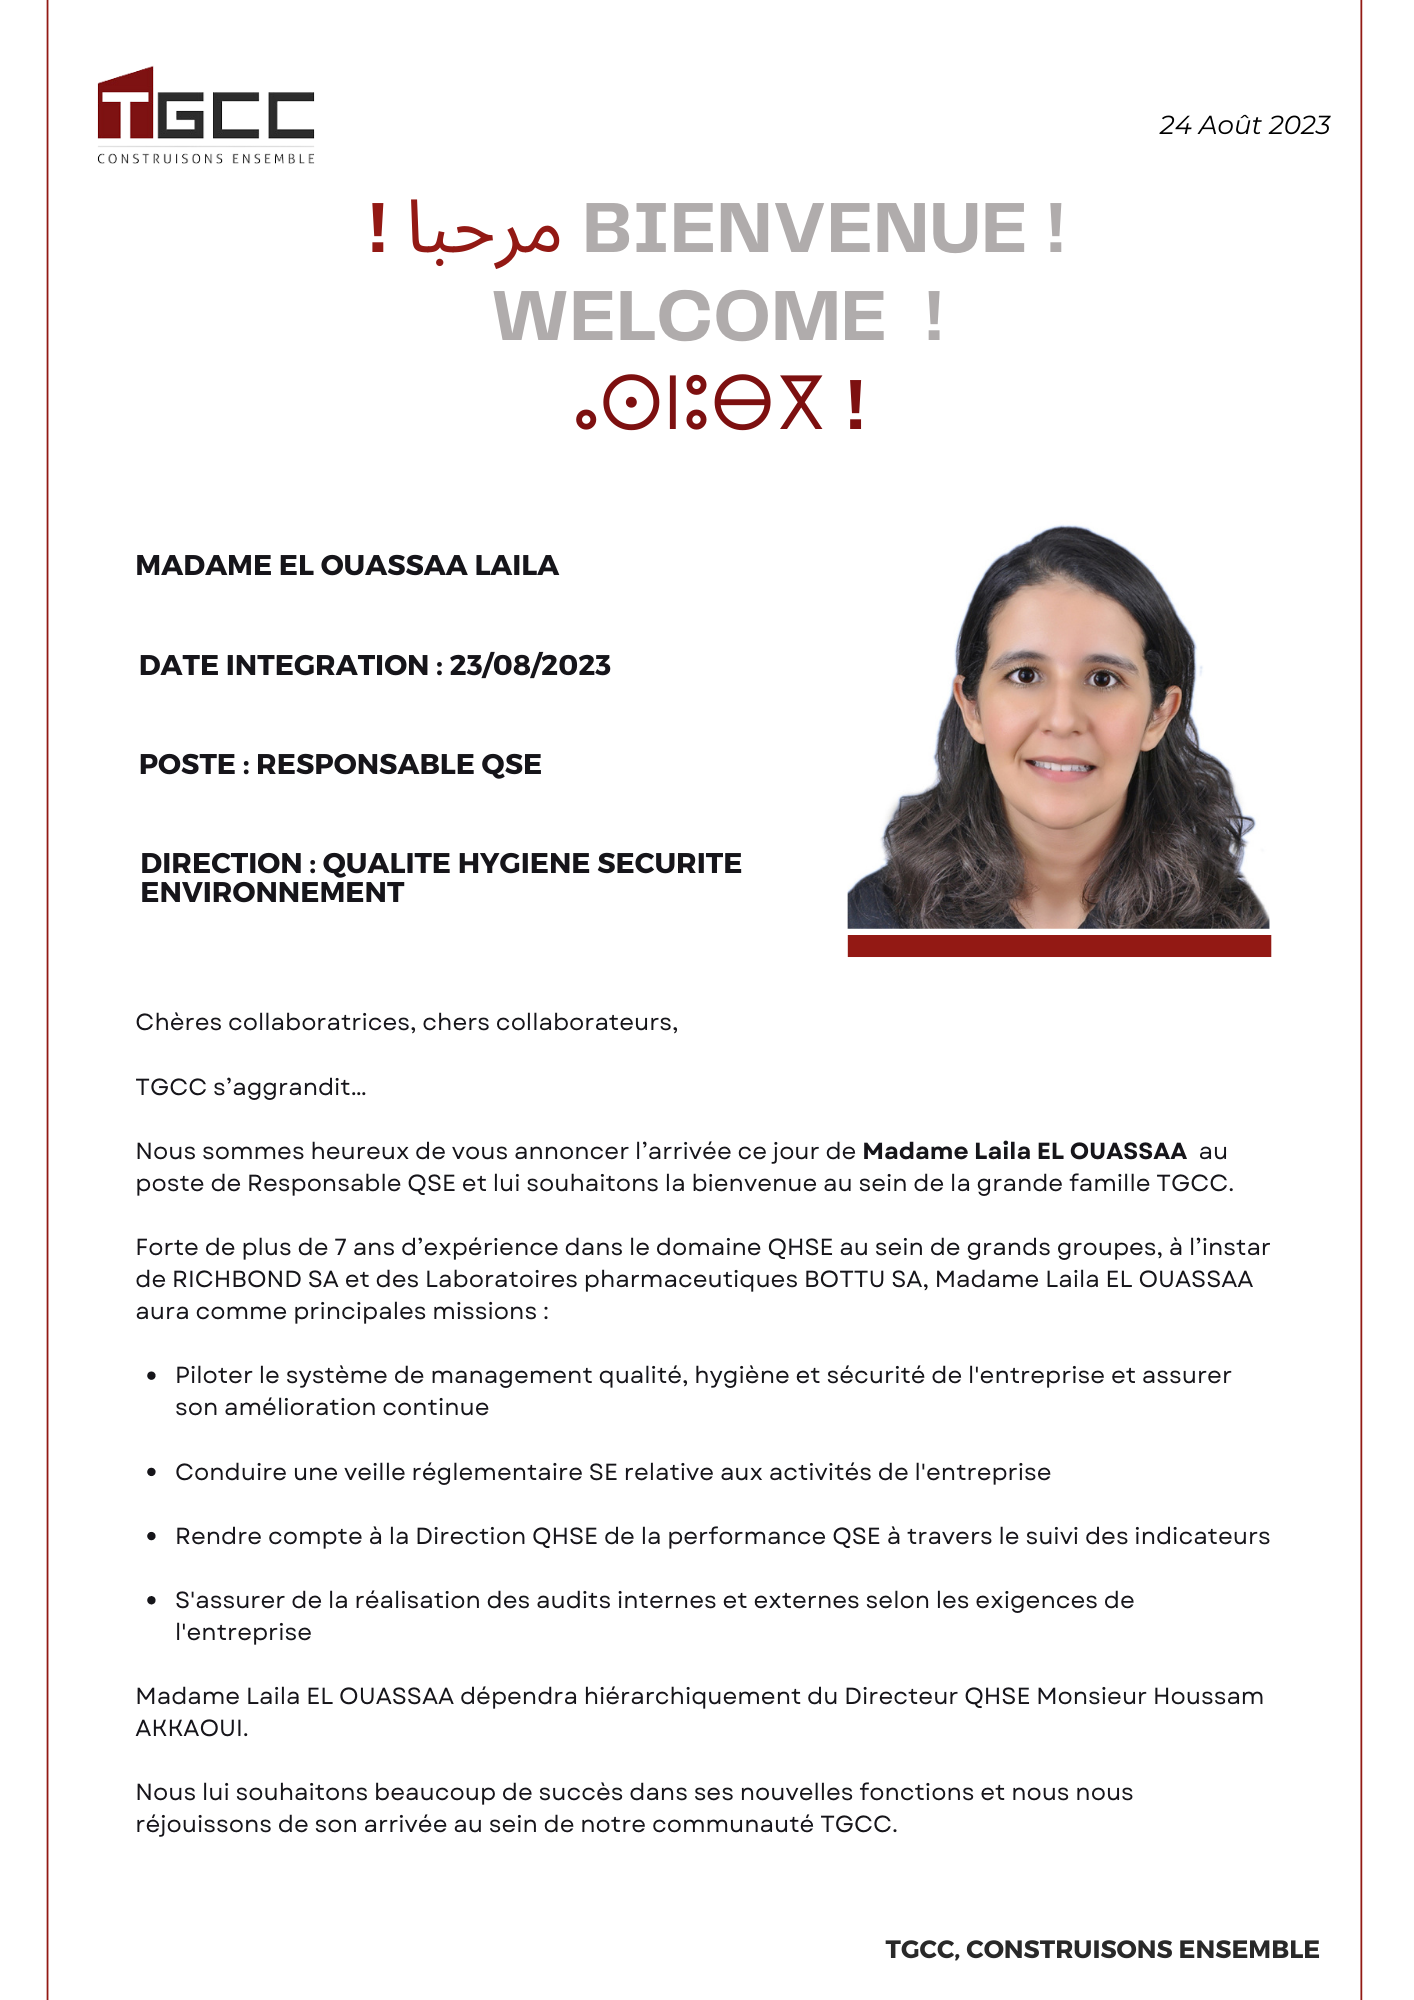 TGCC
CONSTRUISONS ENSEMBLE
24 Août 2023
مرحبا ! BIENVENUE !
WELCOME !
ⴰⵙⵏⵓⴱⴳ !
MADAME EL OUASSAA LAILA
DATE INTEGRATION : 23/08/2023
POSTE : RESPONSABLE QSE
DIRECTION : QUALITE HYGIENE SECURITE
ENVIRONNEMENT
Chères collaboratrices, chers collaborateurs,
TGCC s’aggrandit...
Nous sommes heureux de vous annoncer l’arrivée ce jour de Madame Laila EL OUASSAA au
poste de Responsable QSE et lui souhaitons la bienvenue au sein de la grande famille TGCC.
Forte de plus de 7 ans d’expérience dans le domaine QHSE au sein de grands groupes, à l’instar
de RICHBOND SA et des Laboratoires pharmaceutiques BOTTU SA, Madame Laila EL OUASSAA
aura comme principales missions :
• Piloter le système de management qualité, hygiène et sécurité de l'entreprise et assurer
son amélioration continue
• Conduire une veille réglementaire SE relative aux activités de l'entreprise
• Rendre compte à la Direction QHSE de la performance QSE à travers le suivi des indicateurs
• S'assurer de la réalisation des audits internes et externes selon les exigences de
l'entreprise
Madame Laila EL OUASSAA dépendra hiérarchiquement du Directeur QHSE Monsieur Houssam
AKKAOUI.
Nous lui souhaitons beaucoup de succès dans ses nouvelles fonctions et nous nous
réjouissons de son arrivée au sein de notre communauté TGCC.
TGCC, CONSTRUISONS ENSEMBLE